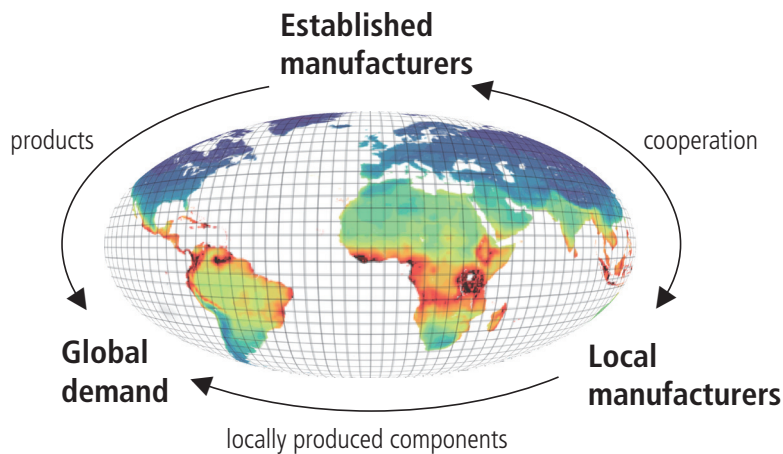 Established
manufacturers
products
cooperation
Global
demand
Local
manufacturers
locally produced components